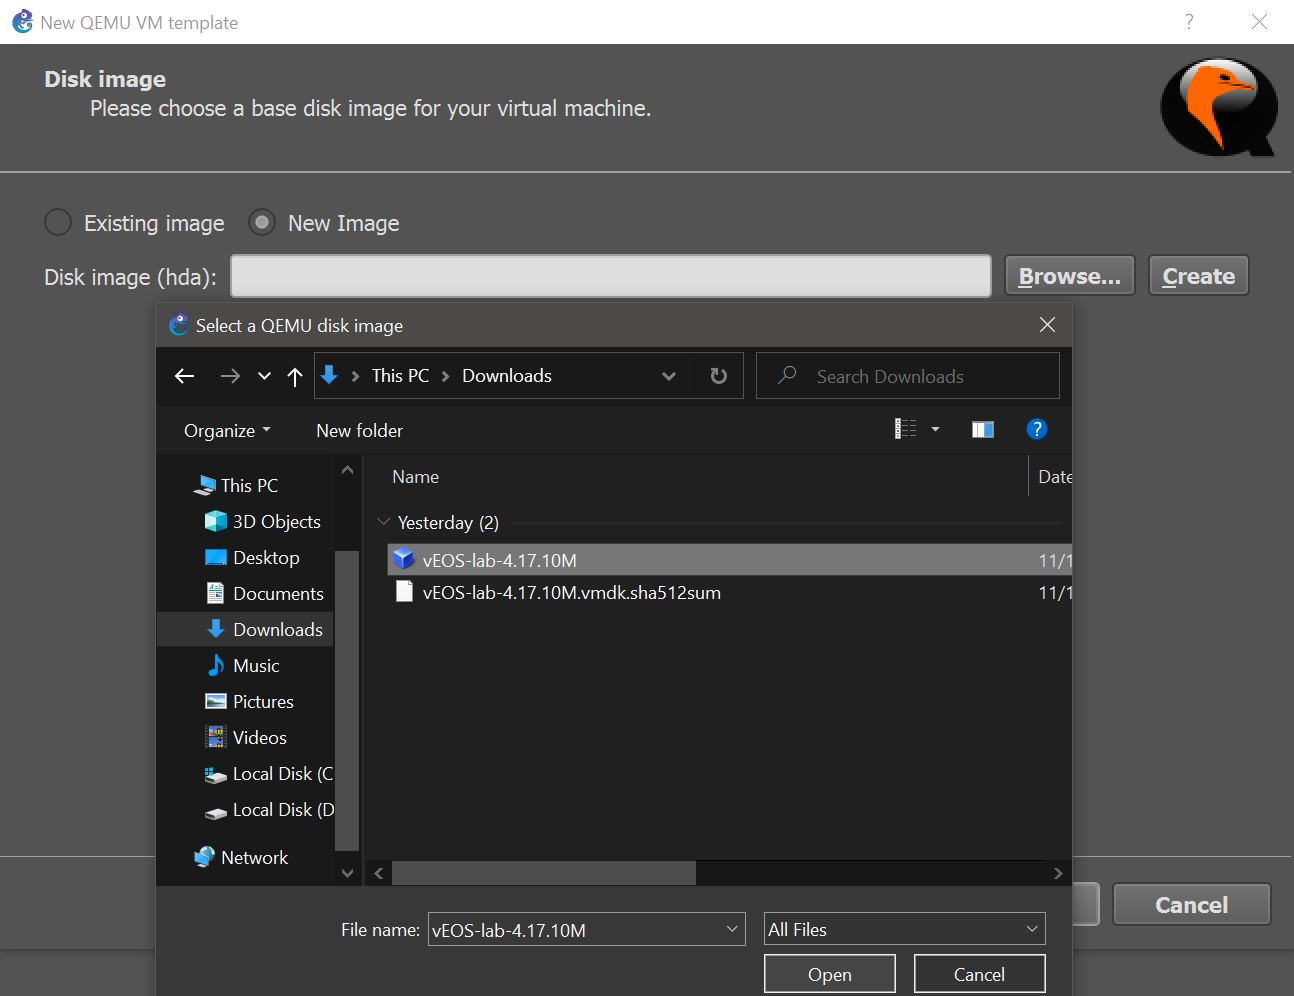 New QEMU VM template
?
Disk image
Please choose a base disk image for your virtual machine.
Existing image New Image
Disk image (hda): Browse... Create
Select a QEMU disk image
This PC Downloads Search Downloads
Organize New folder ?
Name Date
Yesterday (2)
vEOS-lab-4.17.10M 11/1
vEOS-lab-4.17.10M.vmdk.sha512sum 11/1
This PC
3D Objects
Desktop
Documents
Downloads
Music
Pictures
Videos
Local Disk (C
Local Disk (D
Network
Cancel
File name: vEOS-lab-4.17.10M All Files
Open Cancel